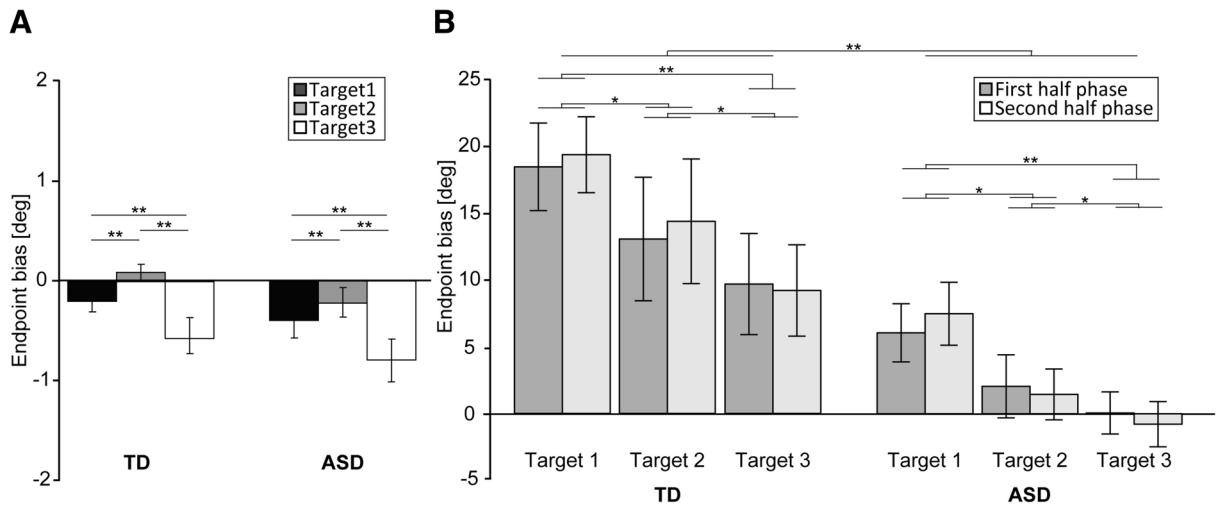 A
Endpoint bias [deg]
2
1
0
-1
-2
Target1
Target2
Target3
**
**
**
**
**
**
TD
ASD
B
Endpoint bias [deg]
25
20
15
10
5
0
-5
First half phase
Second half phase
**
**
*
*
**
*
*
Target 1
Target 2
Target 3
Target 1
Target 2
Target 3
TD
ASD